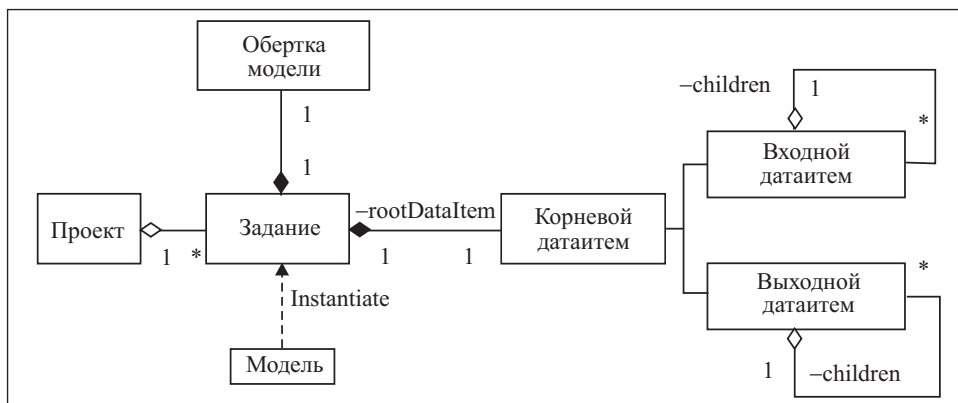 Обертка
модели
1
1
Проект
1
*
Задание
–rootDataItem
1
1
Корневой
датаитем
–children
1
*
Входной
датаитем
*
Выходной
датаитем
1
–children
Instantiate
Модель